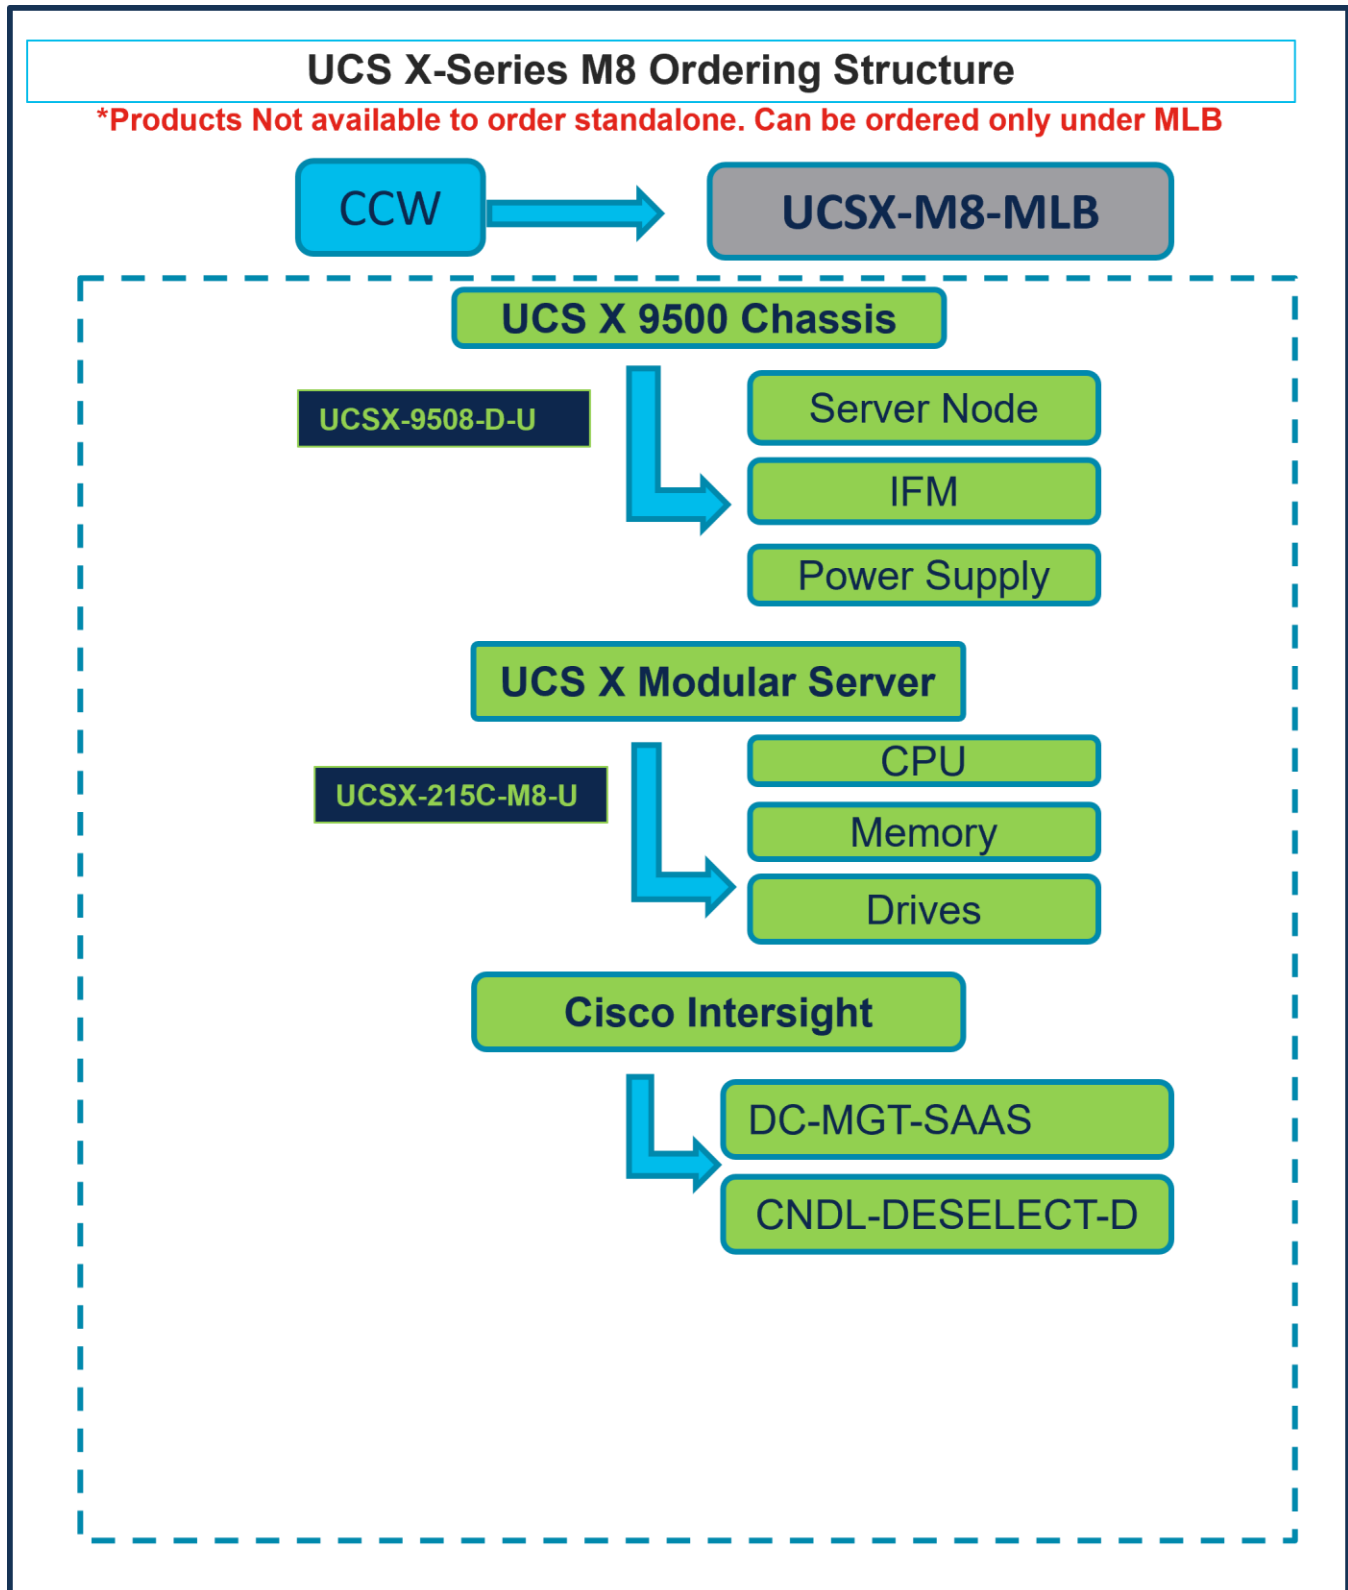 UCS X-Series M8 Ordering Structure
*Products Not available to order standalone. Can be ordered only under MLB
CCW
UCSX-M8-MLB
UCS X 9500 Chassis
UCSX-9508-D-U
Server Node
IFM
Power Supply
UCS X Modular Server
UCSX-215C-M8-U
CPU
Memory
Drives
Cisco Intersight
DC-MGT-SAAS
CNDL-DESELECT-D